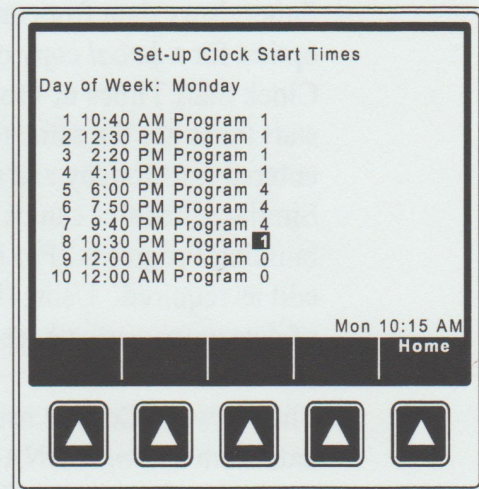 Set-up Clock Start Times
Day of Week: Monday
1 10:40 AM Program 1
2 12:30 PM Program 1
3 2:20 PM Program 1
4 4:10 PM Program 1
5 6:00 PM Program 4
6 7:50 PM Program 4
7 9:40 PM Program 4
8 10:30 PM Program 1
9 12:00 AM Program 0
10 12:00 AM Program 0
Mon 10:15 AM
Home